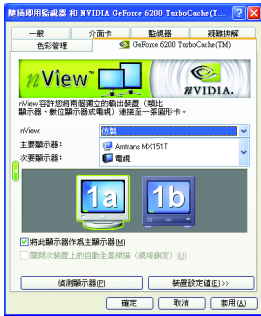 隨插即用監視器 和 NVIDIA GeForce 6200 TurboCache(T...
一般 介面卡 監視器 疑難排解
色彩管理 GeForce 6200 TurboCache(TM)
nView™ nVIDIA.
nView 容許您將兩個獨立的輸出裝置（類比
顯示器、數位顯示或電視）連接至一張圖形卡。
nView: 仿製
主要顯示器: Amtrans MX151T
次要顯示器: 電視
1a 1b
將此顯示器作為主顯示器(M)
關閉次裝置上的自動全景掃描（視埠鎖定）(U)
偵測顯示器(P) 裝置設定值(E)>>
確定 取消 套用(A)